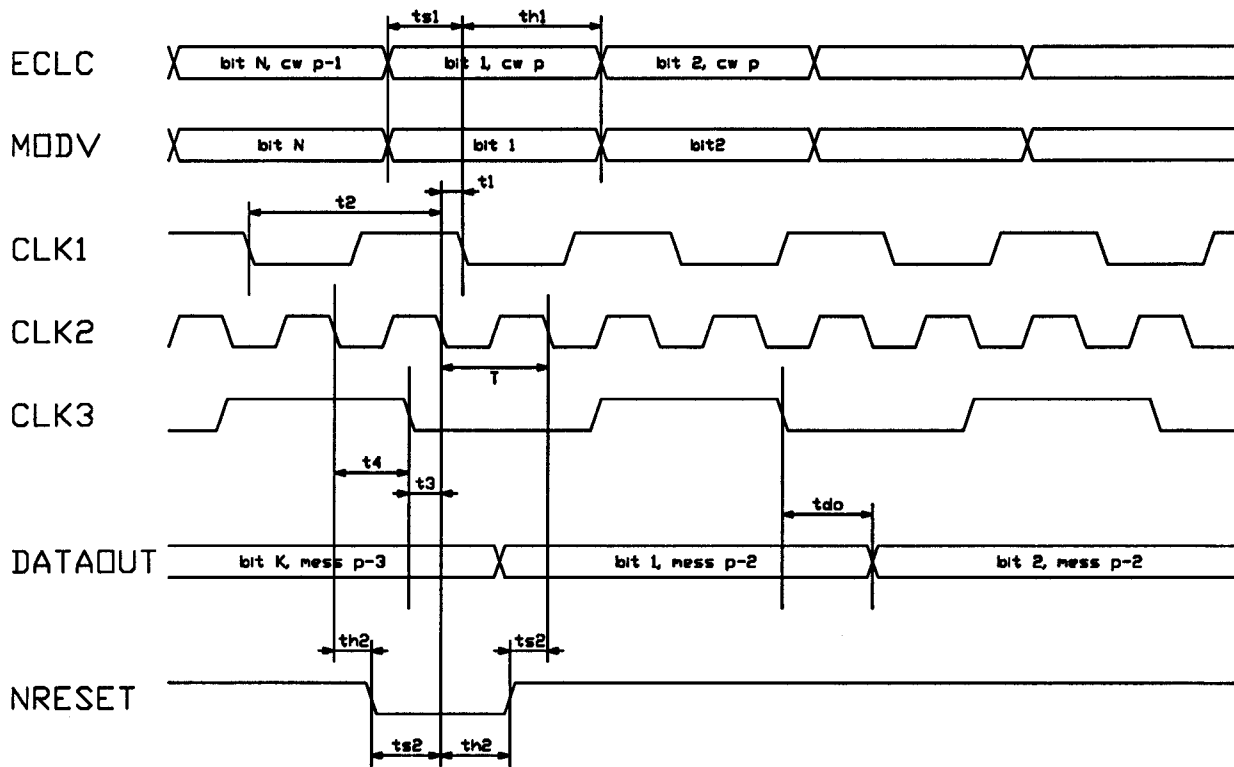 ts1 th1
ECLC bit N, cw p-1 bit 1, cw p bit 2, cw p
MODV bit N bit 1 bit2
t1
t2
CLK1
CLK2
T
CLK3
t4
t3
tdo
DATAOUT bit K, mess p-3 bit 1, mess p-2 bit 2, mess p-2
th2 ts2
NRESET
ts2 th2